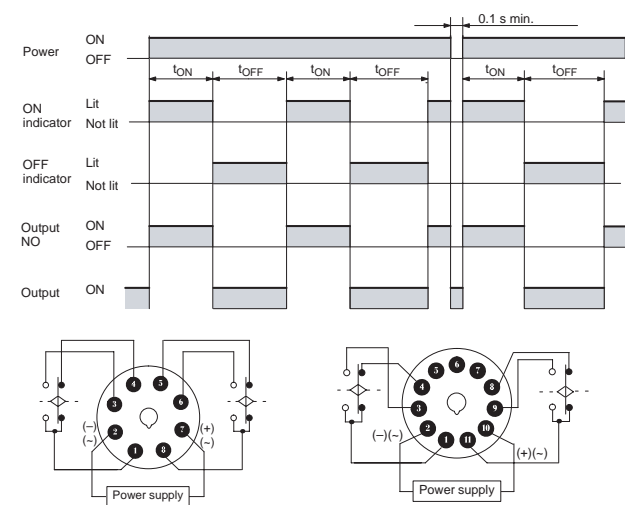 0.1 s min.
Power ON
OFF
tON tOFF tON tOFF tON tOFF
ON indicator Lit
Not lit
OFF indicator Lit
Not lit
Output NO ON
OFF
Output ON
4 5
3 6
2 7
1 8
(−) (~)
(+) (~)
Power supply
6
5 7
4 8
3 9
2 10
1 11
(−)(~)
(+)(~)
Power supply